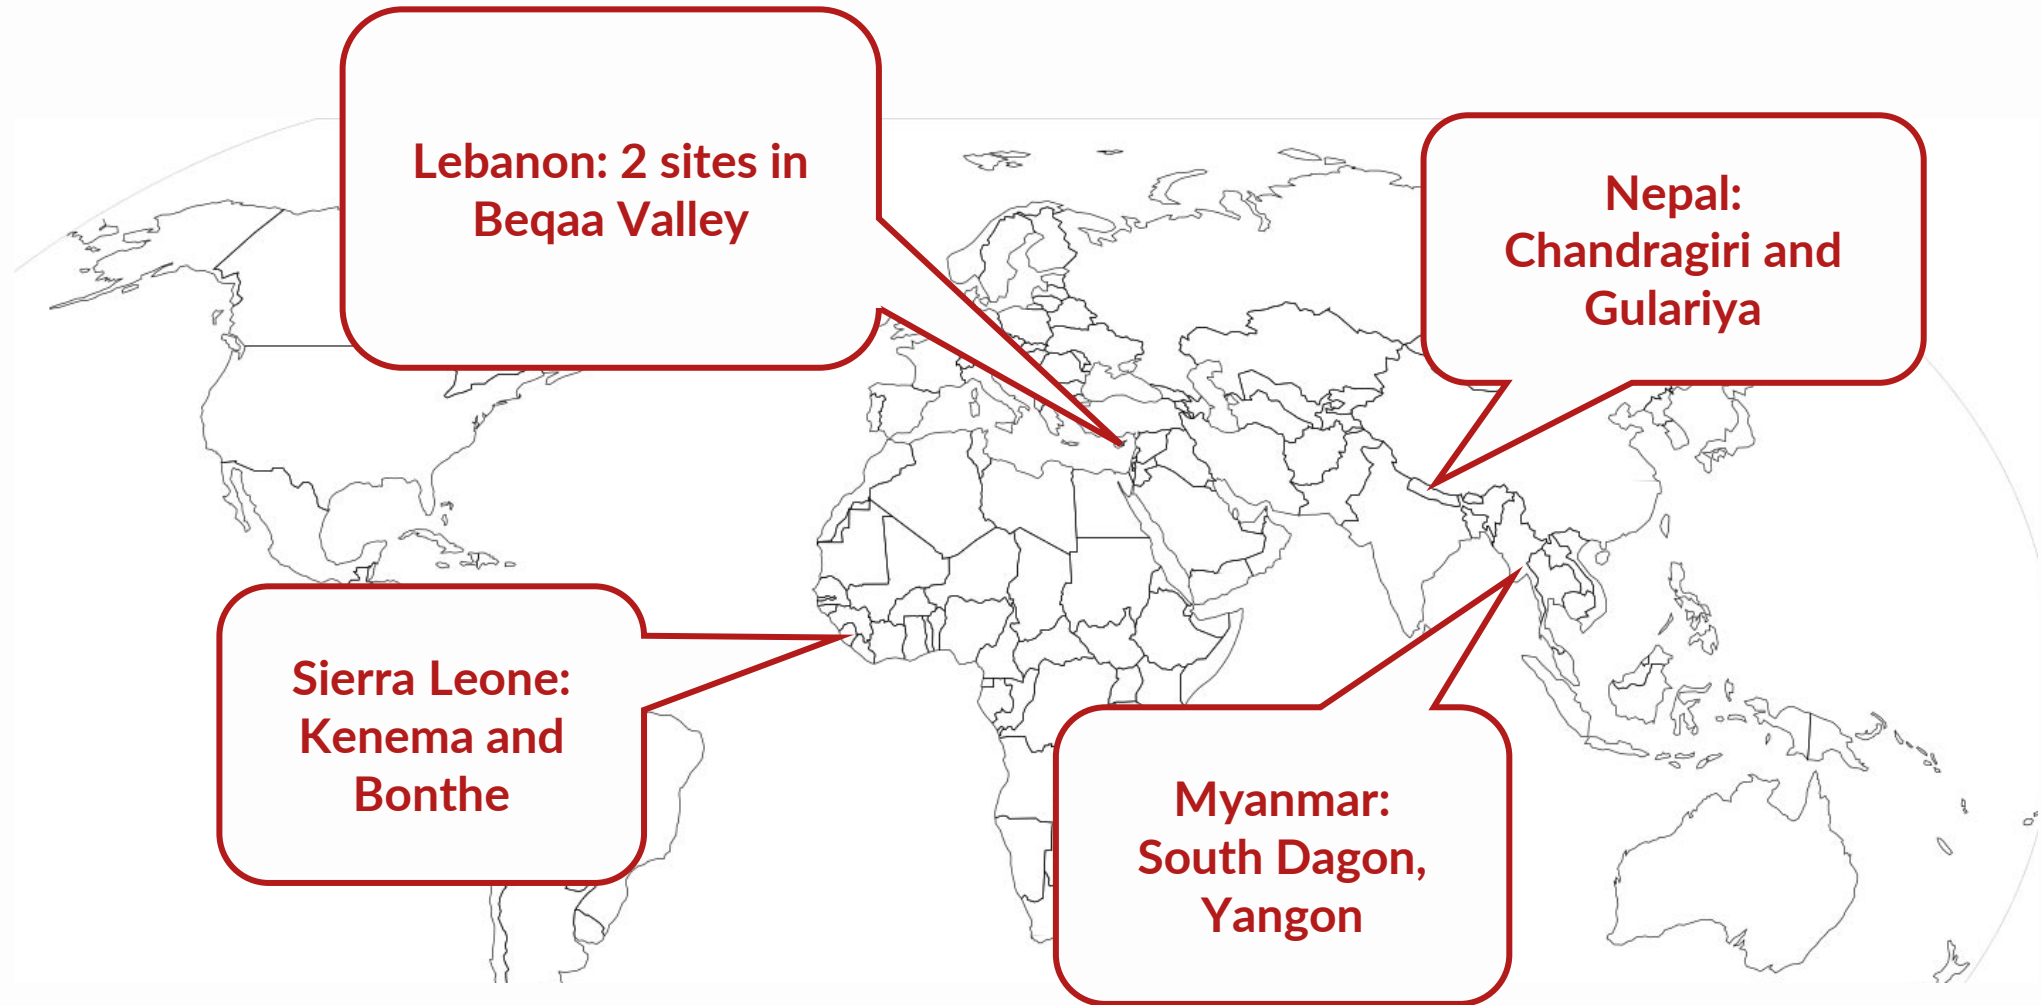 Lebanon: 2 sites in
Beqaa Valley
Nepal:
Chandragiri and
Gulariya
Sierra Leone:
Kenema and
Bonthe
Myanmar:
South Dagon,
Yangon